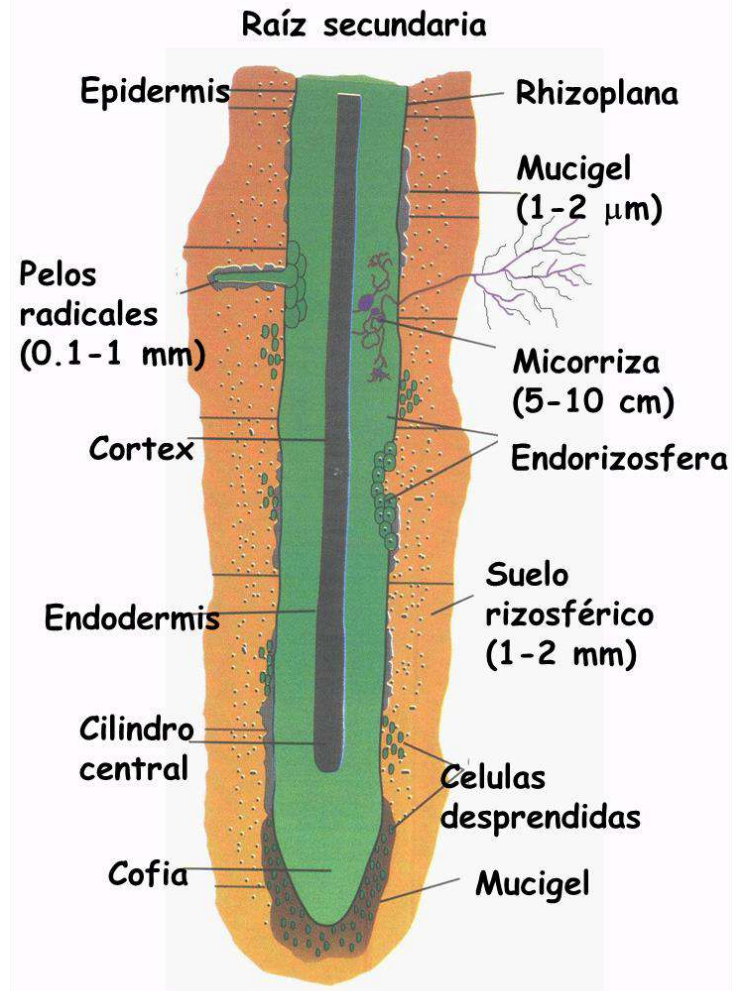 Raíz secundaria
Epidermis
Rhizoplana
Mucigel
(1-2 μm)
Pelos
radicales
(0.1-1 mm)
Micorriza
(5-10 cm)
Cortex
Endorizosfera
Suelo
rizosférico
(1-2 mm)
Endodermis
Cilindro
central
Celulas
desprendidas
Cofia
Mucigel